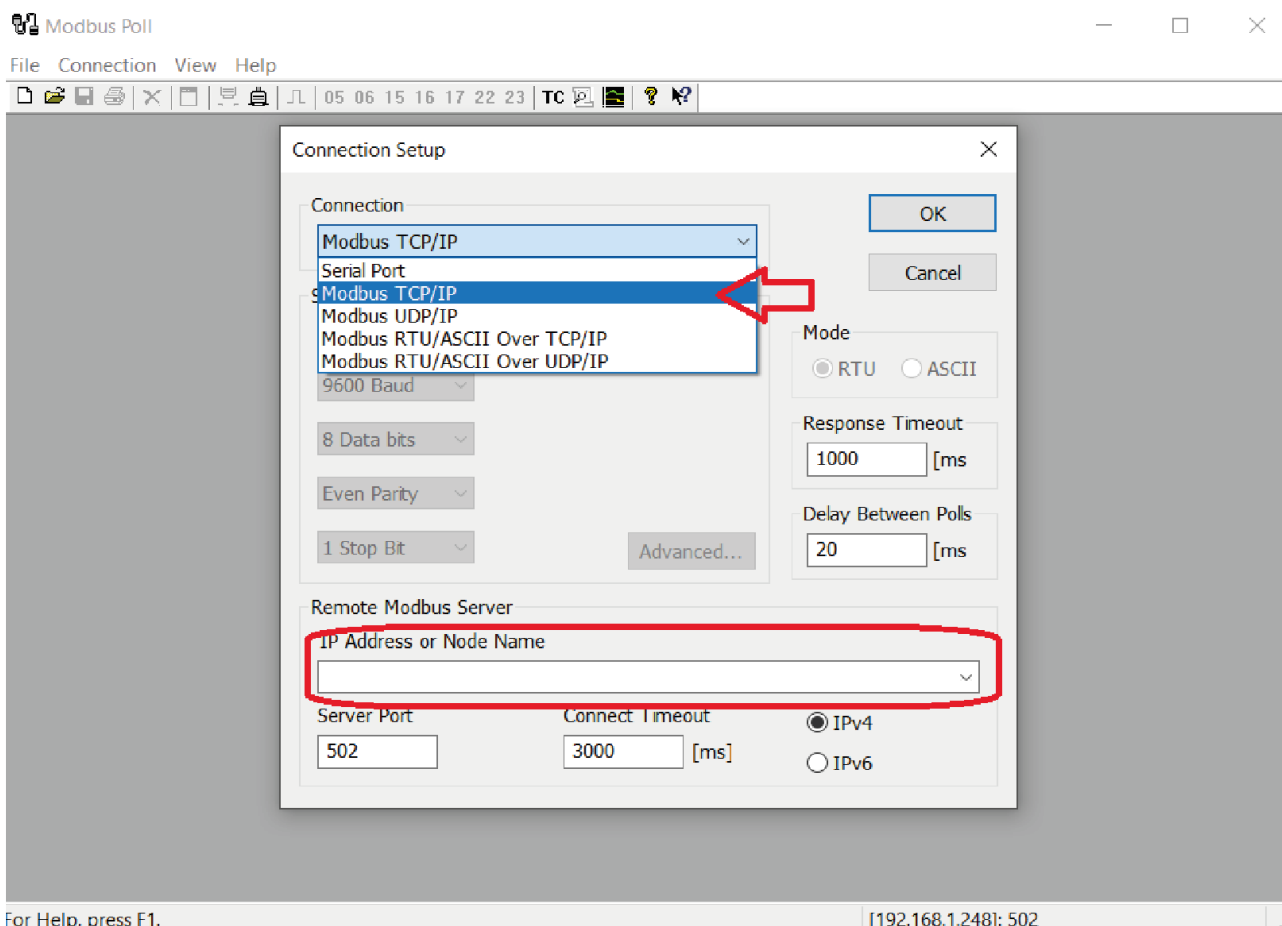 Modbus Poll
File Connection View Help
05 06 15 16 17 22 23 TC
Connection Setup
Connection
OK
Modbus TCP/IP
Serial Port
Cancel
Modbus TCP/IP
Modbus UDP/IP
Modbus RTU/ASCII Over TCP/IP
Mode
Modbus RTU/ASCII Over UDP/IP
RTU ASCII
9600 Baud
Response Timeout
8 Data bits
1000 [ms
Even Parity
Delay Between Polls
1 Stop Bit Advanced... 20 [ms
Remote Modbus Server
IP Address or Node Name
Server Port Connect Timeout IPv4
502 3000 [ms]
IPv6
For Help, press F1.
[192.168.1.248]: 502